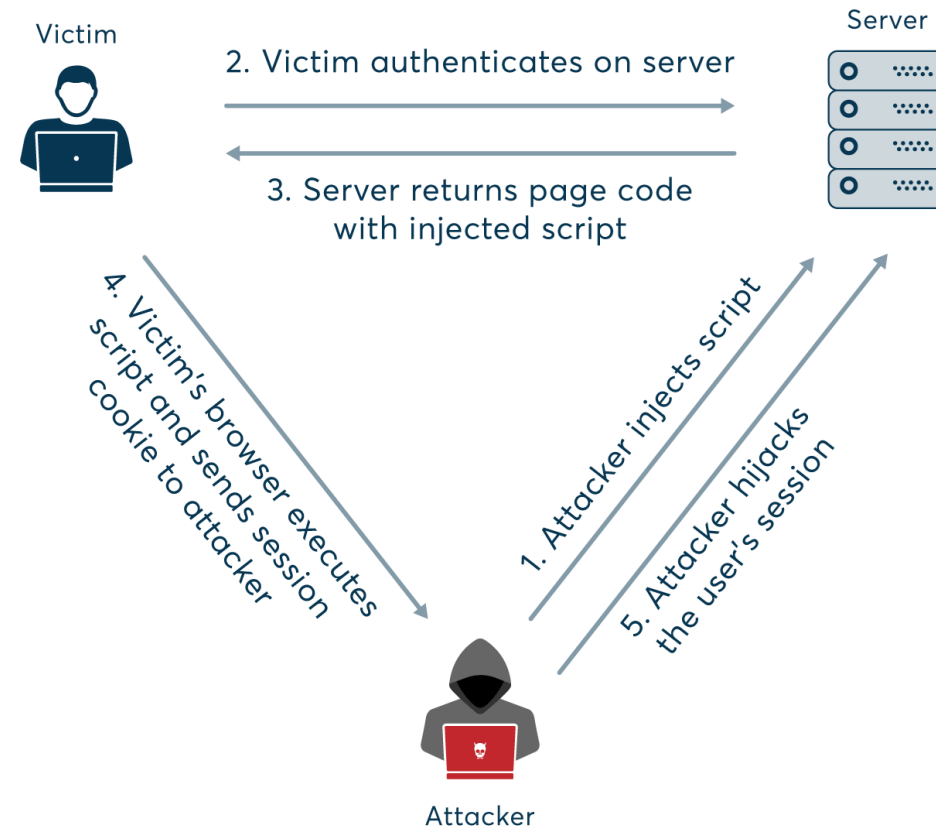 Victim
Server
2. Victim authenticates on server
3. Server returns page code
with injected script
4. Victim's browser executes
script and sends session
cookie to attacker
1. Attacker injects script
5. Attacker hijacks
the user's session
Attacker